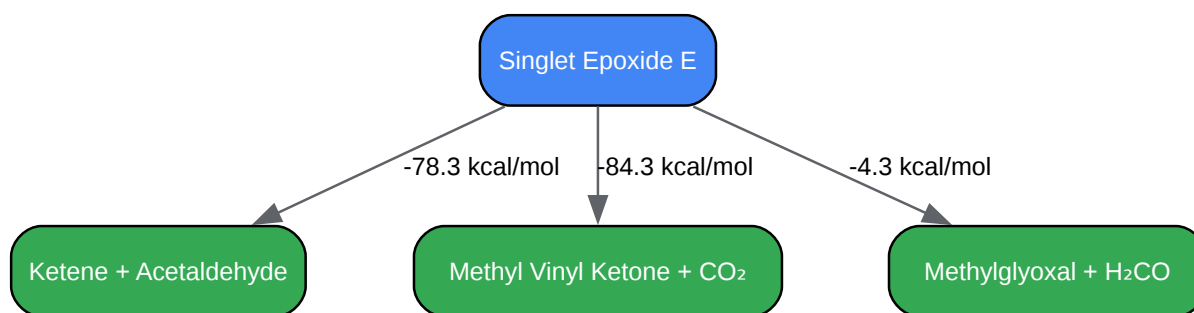 Singlet Epoxide E
-78.3 kcal/mol
-84.3 kcal/mol
-4.3 kcal/mol
Ketene + Acetaldehyde
Methyl Vinyl Ketone + CO₂
Methylglyoxal + H₂CO